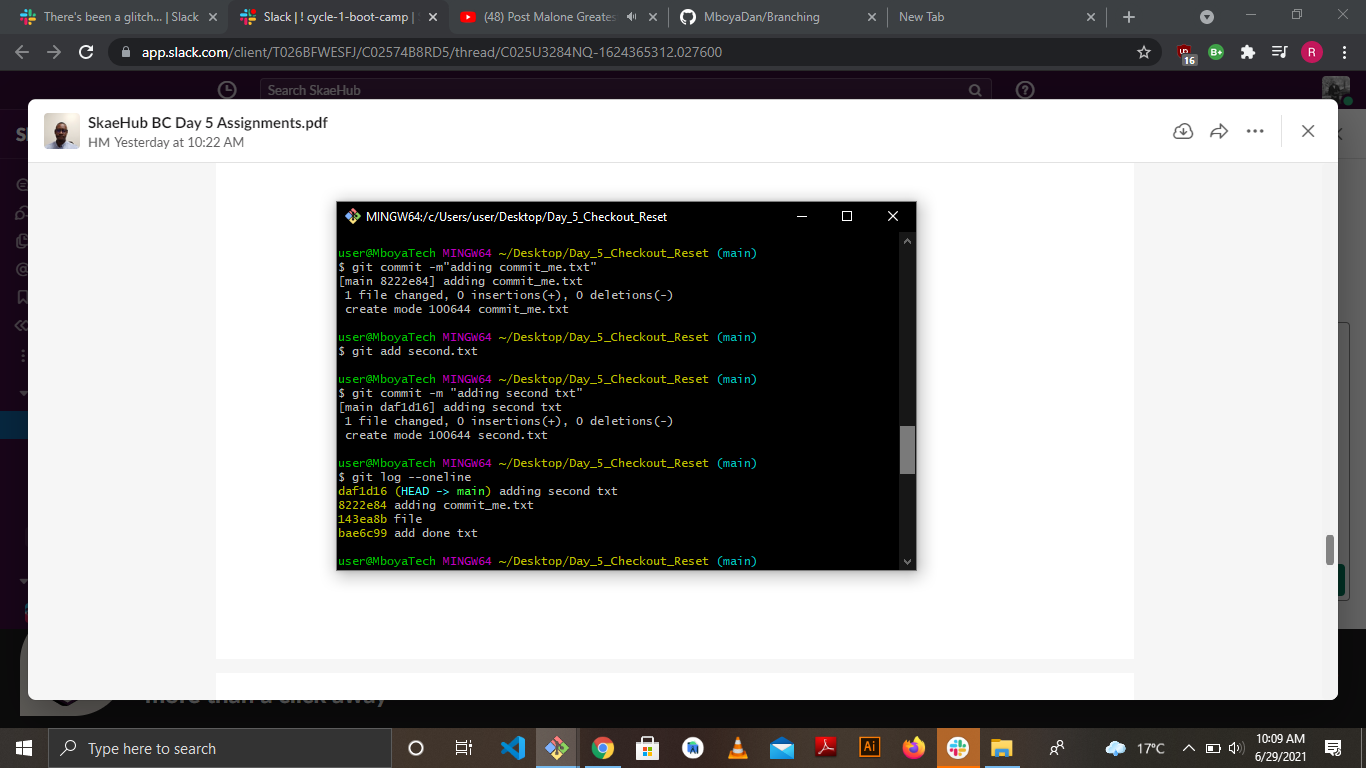 There's been a glitch... | Slack
Slack | ! cycle-1-boot-camp |
(48) Post Malone Greates
MboyaDan/Branching
New Tab
app.slack.com/client/T026BFWESFJ/C02574B8RD5/thread/C025U3284NQ-1624365312.027600
16
B+
R
Search SkaeHub
SkaeHub BC Day 5 Assignments.pdf
HM Yesterday at 10:22 AM
MINGW64:/c/Users/user/Desktop/Day_5_Checkout_Reset
user@MboyaTech MINGW64 ~/Desktop/Day_5_Checkout_Reset (main)
$ git commit -m"adding commit_me.txt"
[main 8222e84] adding commit_me.txt
1 file changed, 0 insertions(+), 0 deletions(-)
create mode 100644 commit_me.txt
user@MboyaTech MINGW64 ~/Desktop/Day_5_Checkout_Reset (main)
$ git add second.txt
user@MboyaTech MINGW64 ~/Desktop/Day_5_Checkout_Reset (main)
$ git commit -m "adding second txt"
[main daf1d16] adding second txt
1 file changed, 0 insertions(+), 0 deletions(-)
create mode 100644 second.txt
user@MboyaTech MINGW64 ~/Desktop/Day_5_Checkout_Reset (main)
$ git log --oneline
daf1d16 (HEAD -> main) adding second txt
8222e84 adding commit_me.txt
143ea8b file
bae6c99 add done txt
user@MboyaTech MINGW64 ~/Desktop/Day_5_Checkout_Reset (main)
more than a click away
Type here to search
Ai
17°C
10:09 AM
6/29/2021